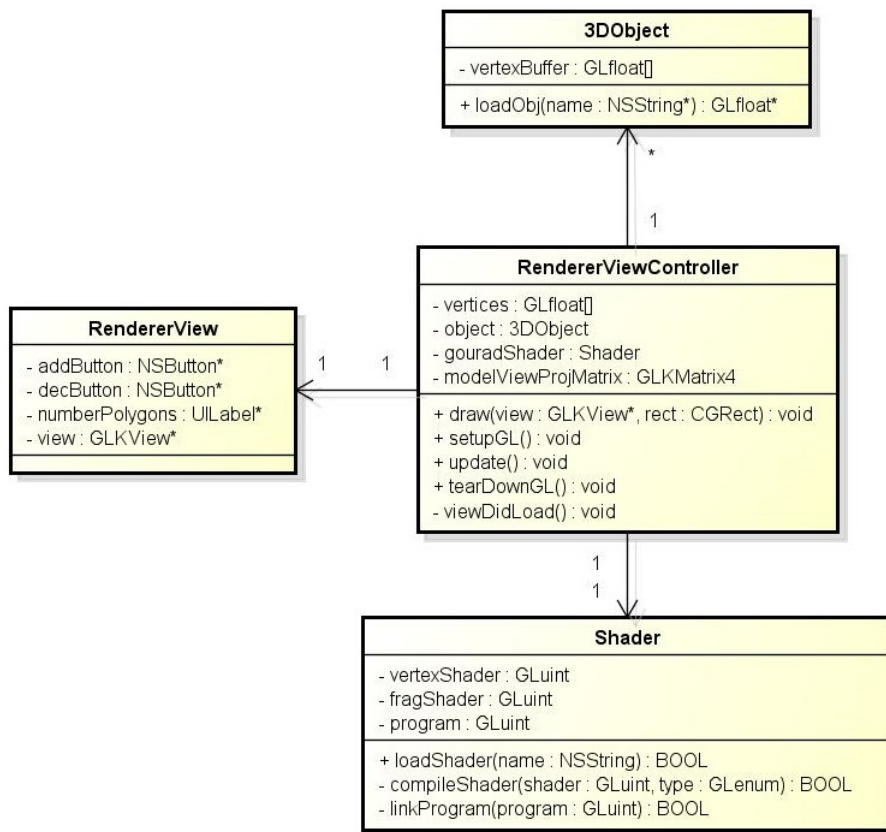 3DObject
- vertexBuffer : GLfloat[]
+ loadObj(name : NSString*) : GLfloat*
*
1
RendererViewController
- vertices : GLfloat[]
- object : 3DObject
- gouradShader : Shader
- modelViewProjMatrix : GLKMatrix4
+ draw(view : GLKView*, rect : CGRect) : void
+ setupGL() : void
+ update() : void
+ tearDownGL() : void
- viewDidLoad() : void
RendererView
- addButton : NSButton*
- decButton : NSButton*
- numberPolygons : UILabel*
- view : GLKView*
1 1
1
1
Shader
- vertexShader : GLuint
- fragShader : GLuint
- program : GLuint
+ loadShader(name : NSString) : BOOL
- compileShader(shader : GLuint, type : GLenum) : BOOL
- linkProgram(program : GLuint) : BOOL